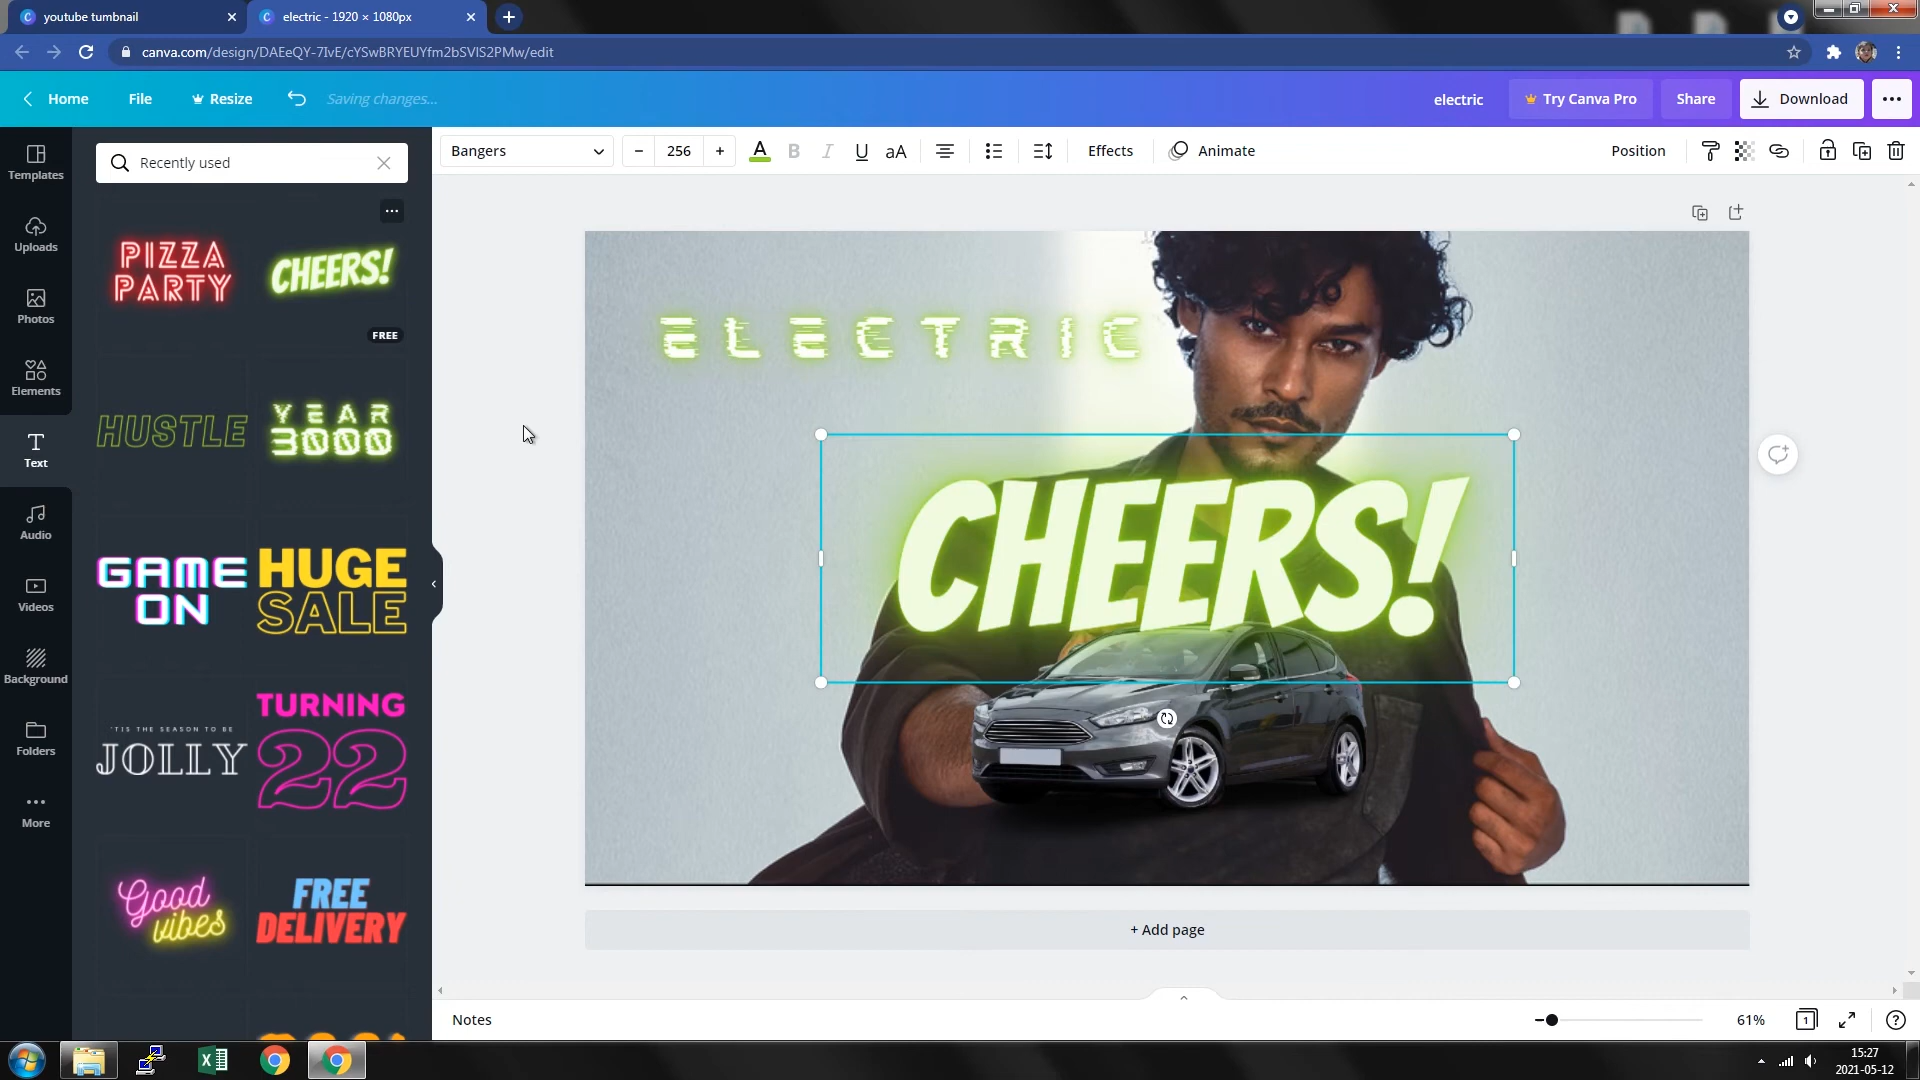 youtube tumbnail
electric - 1920 × 1080px
canva.com/design/DAEeQY-7IvE/cYSwBRYEUYfm2bSVlS2PMw/edit
Home
File
Resize
Saving changes...
electric
Try Canva Pro
Share
Download
Templates
Uploads
Photos
Elements
Text
Audio
Videos
Background
Folders
More
Recently used
PIZZA
PARTY
CHEERS!
FREE
HUSTLE
YEAR
3000
GAME
ON
HUGE
SALE
'TIS THE SEASON TO BE
JOLLY
TURNING
22
Good
vibes
FREE
DELIVERY
Bangers
256
A
B
I
U
aA
Effects
Animate
Position
ELECTRIC
CHEERS!
+ Add page
Notes
61%
1
15:27
2021-05-12